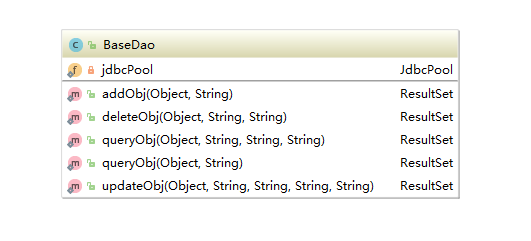 BaseDao
jdbcPool JdbcPool
addObj(Object, String) ResultSet
deleteObj(Object, String, String) ResultSet
queryObj(Object, String, String, String) ResultSet
queryObj(Object, String) ResultSet
updateObj(Object, String, String, String, String) ResultSet